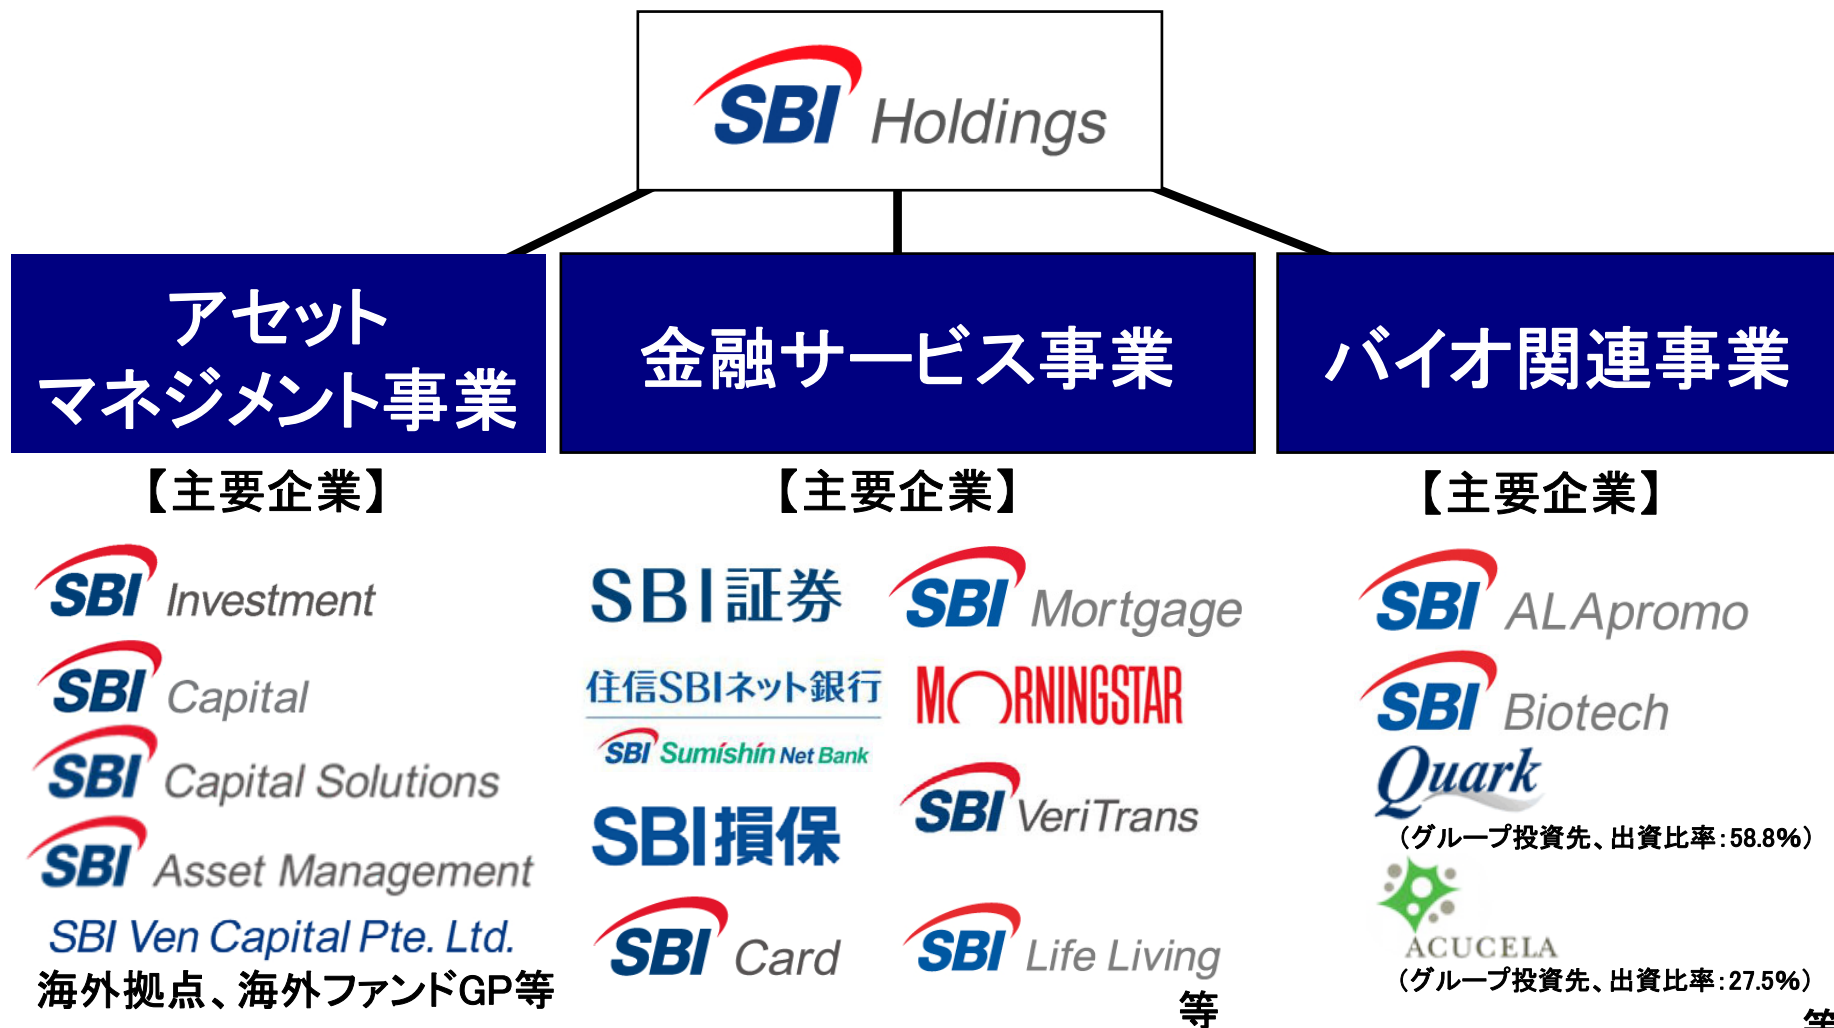 SBI Holdings
アセット
マネジメント事業
【主要企業】
SBI Investment
SBI Capital
SBI Capital Solutions
SBI Asset Management
SBI Ven Capital Pte. Ltd.
海外拠点、海外ファンドGP等
金融サービス事業
【主要企業】
SBI証券
住信SBIネット銀行
SBI Sumishin Net Bank
SBI損保
SBI Card
SBI Mortgage
MORNINGSTAR
SBI VeriTrans
SBI Life Living
等
バイオ関連事業
【主要企業】
SBI ALApromo
SBI Biotech
Quark
（グループ投資先、出資比率：58.8%）
ACUCELA
（グループ投資先、出資比率：27.5%）
等